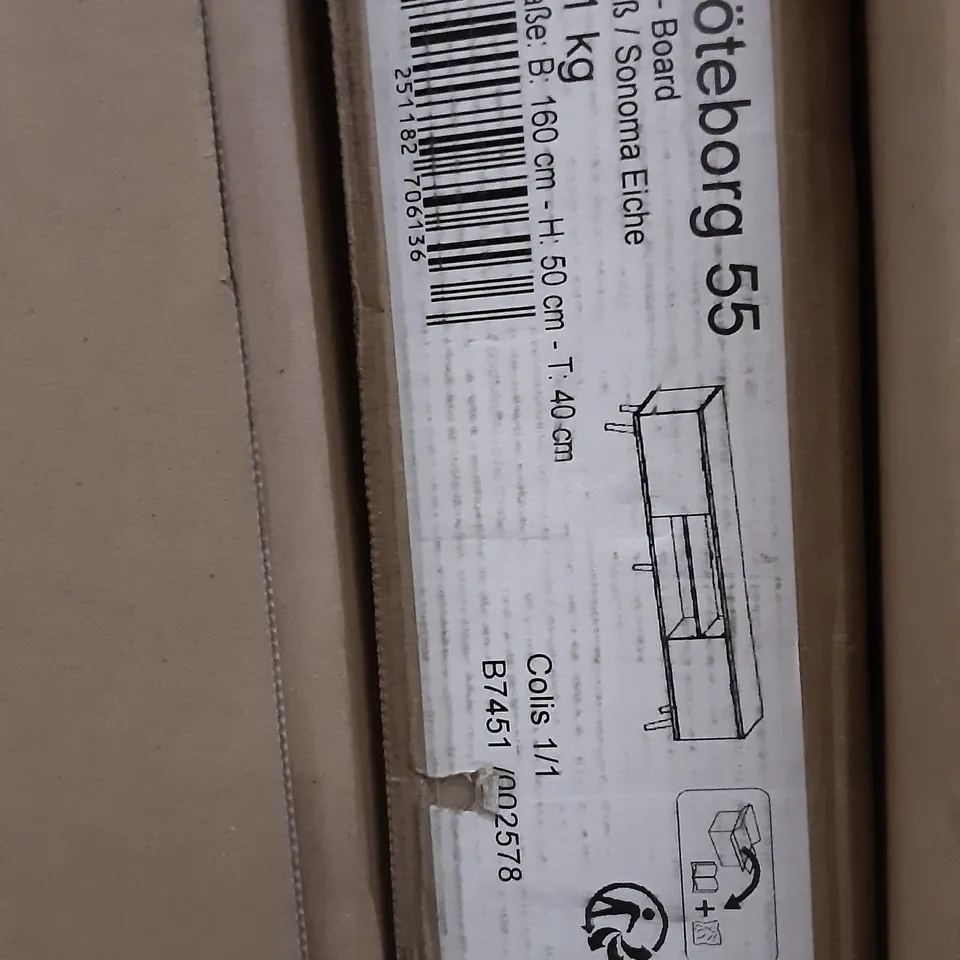 öteborg 55
- Board
ß / Sonoma Eiche
1 kg
aße: B: 160 cm - H: 50 cm - T: 40 cm
251182 706136
Colis 1/1
B7451 /002578
+